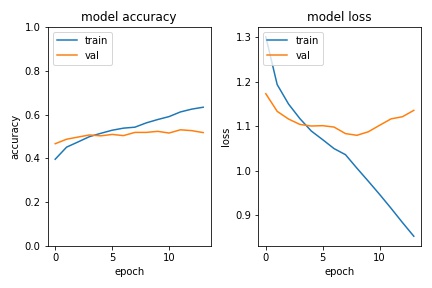 model accuracy
1.0
0.8
0.6
0.4
0.2
0.0
accuracy
train
val
0
5
10
epoch
model loss
1.3
1.2
1.1
1.0
0.9
loss
train
val
0
5
10
epoch